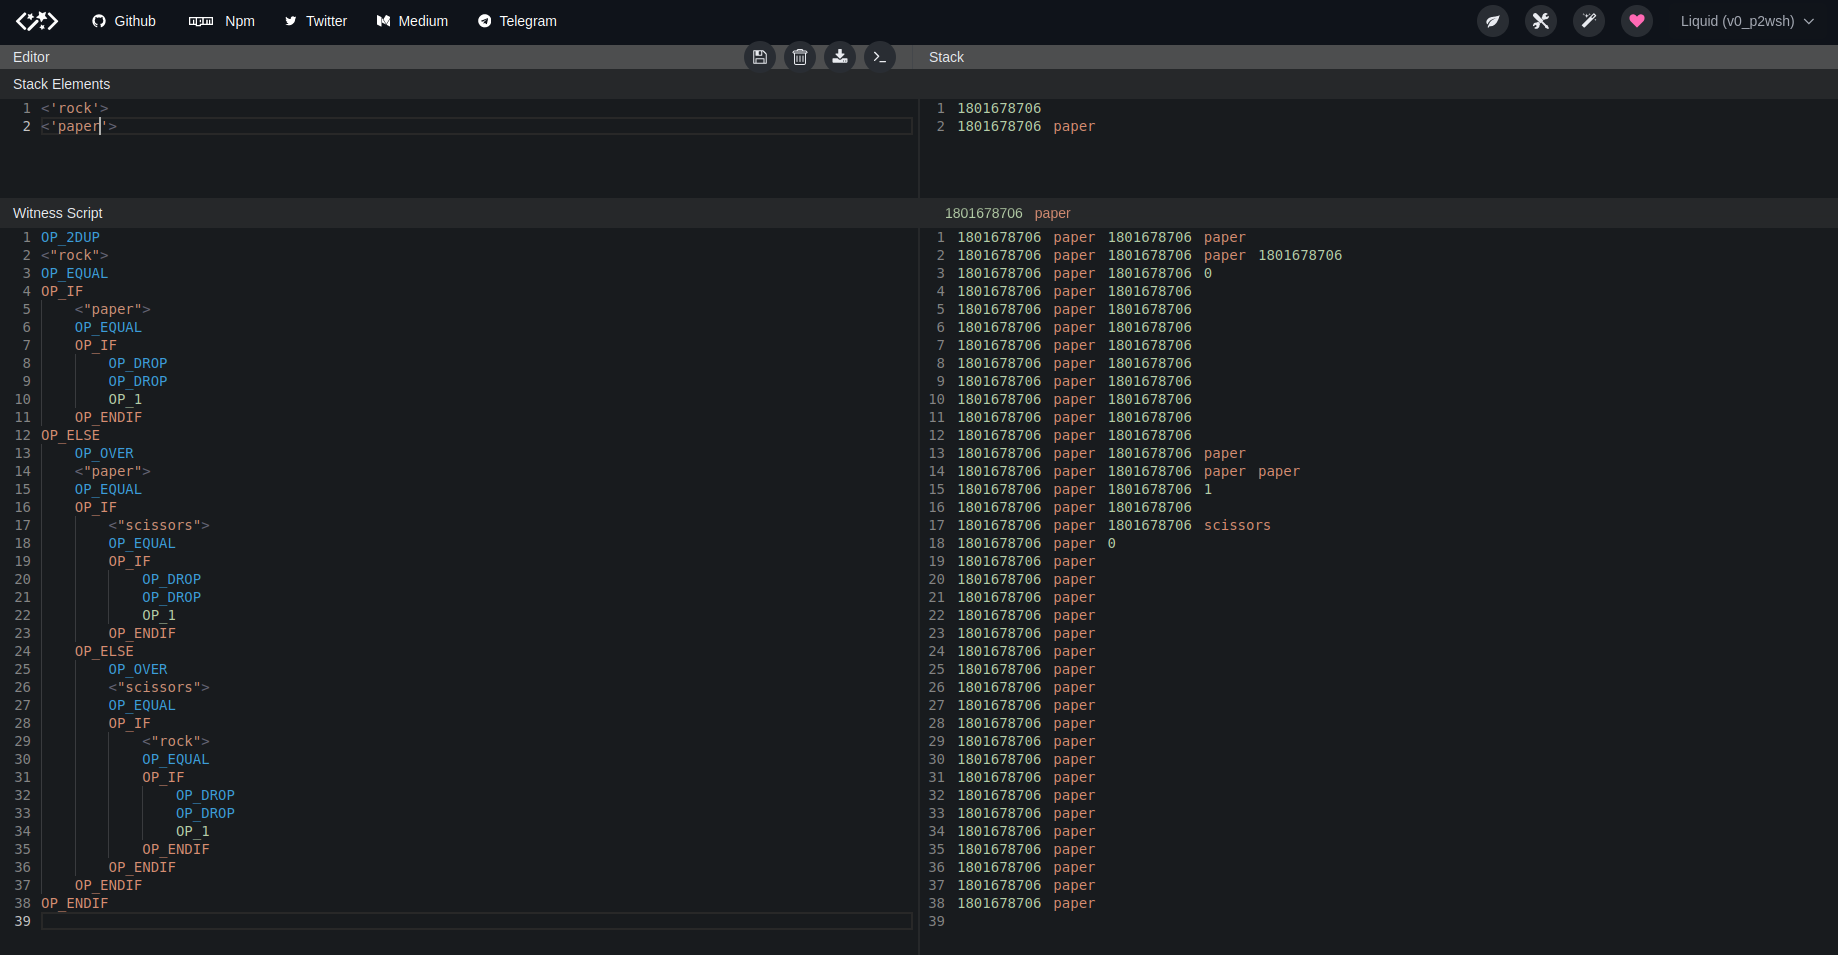 Github Npm Twitter Medium Telegram Liquid (v0_p2wsh)
Editor Stack
Stack Elements
1 <'rock'> 1 1801678706
2 <'paper'> 2 1801678706 paper
Witness Script 1801678706 paper
1 OP_2DUP 1 1801678706 paper 1801678706 paper
2 <"rock"> 2 1801678706 paper 1801678706 paper 1801678706
3 OP_EQUAL 3 1801678706 paper 1801678706 0
4 OP_IF 4 1801678706 paper 1801678706
5 <"paper"> 5 1801678706 paper 1801678706
6 OP_EQUAL 6 1801678706 paper 1801678706
7 OP_IF 7 1801678706 paper 1801678706
8 OP_DROP 8 1801678706 paper 1801678706
9 OP_DROP 9 1801678706 paper 1801678706
10 OP_1 10 1801678706 paper 1801678706
11 OP_ENDIF 11 1801678706 paper 1801678706
12 OP_ELSE 12 1801678706 paper 1801678706
13 OP_OVER 13 1801678706 paper 1801678706 paper
14 <"paper"> 14 1801678706 paper 1801678706 paper paper
15 OP_EQUAL 15 1801678706 paper 1801678706 1
16 OP_IF 16 1801678706 paper 1801678706
17 <"scissors"> 17 1801678706 paper 1801678706 scissors
18 OP_EQUAL 18 1801678706 paper 0
19 OP_IF 19 1801678706 paper
20 OP_DROP 20 1801678706 paper
21 OP_DROP 21 1801678706 paper
22 OP_1 22 1801678706 paper
23 OP_ENDIF 23 1801678706 paper
24 OP_ELSE 24 1801678706 paper
25 OP_OVER 25 1801678706 paper
26 <"scissors"> 26 1801678706 paper
27 OP_EQUAL 27 1801678706 paper
28 OP_IF 28 1801678706 paper
29 <"rock"> 29 1801678706 paper
30 OP_EQUAL 30 1801678706 paper
31 OP_IF 31 1801678706 paper
32 OP_DROP 32 1801678706 paper
33 OP_DROP 33 1801678706 paper
34 OP_1 34 1801678706 paper
35 OP_ENDIF 35 1801678706 paper
36 OP_ENDIF 36 1801678706 paper
37 OP_ENDIF 37 1801678706 paper
38 OP_ENDIF 38 1801678706 paper
39 39